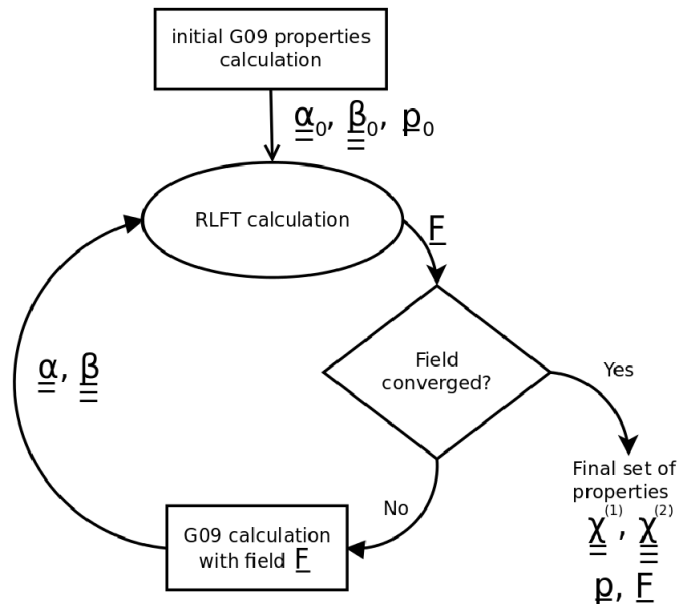 initial G09 properties
calculation
α₀, β₀, p₀
RLFT calculation
F
Field
converged?
Yes
No
α, β
G09 calculation
with field F
Final set of
properties
χ⁽¹⁾, χ⁽²⁾
p, F